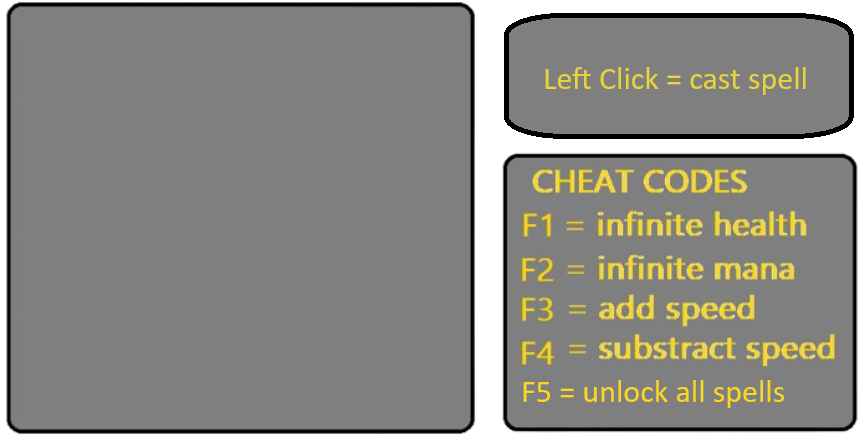 Left Click = cast spell
CHEAT CODES
F1 = infinite health
F2 = infinite mana
F3 = add speed
F4 = substract speed
F5 = unlock all spells